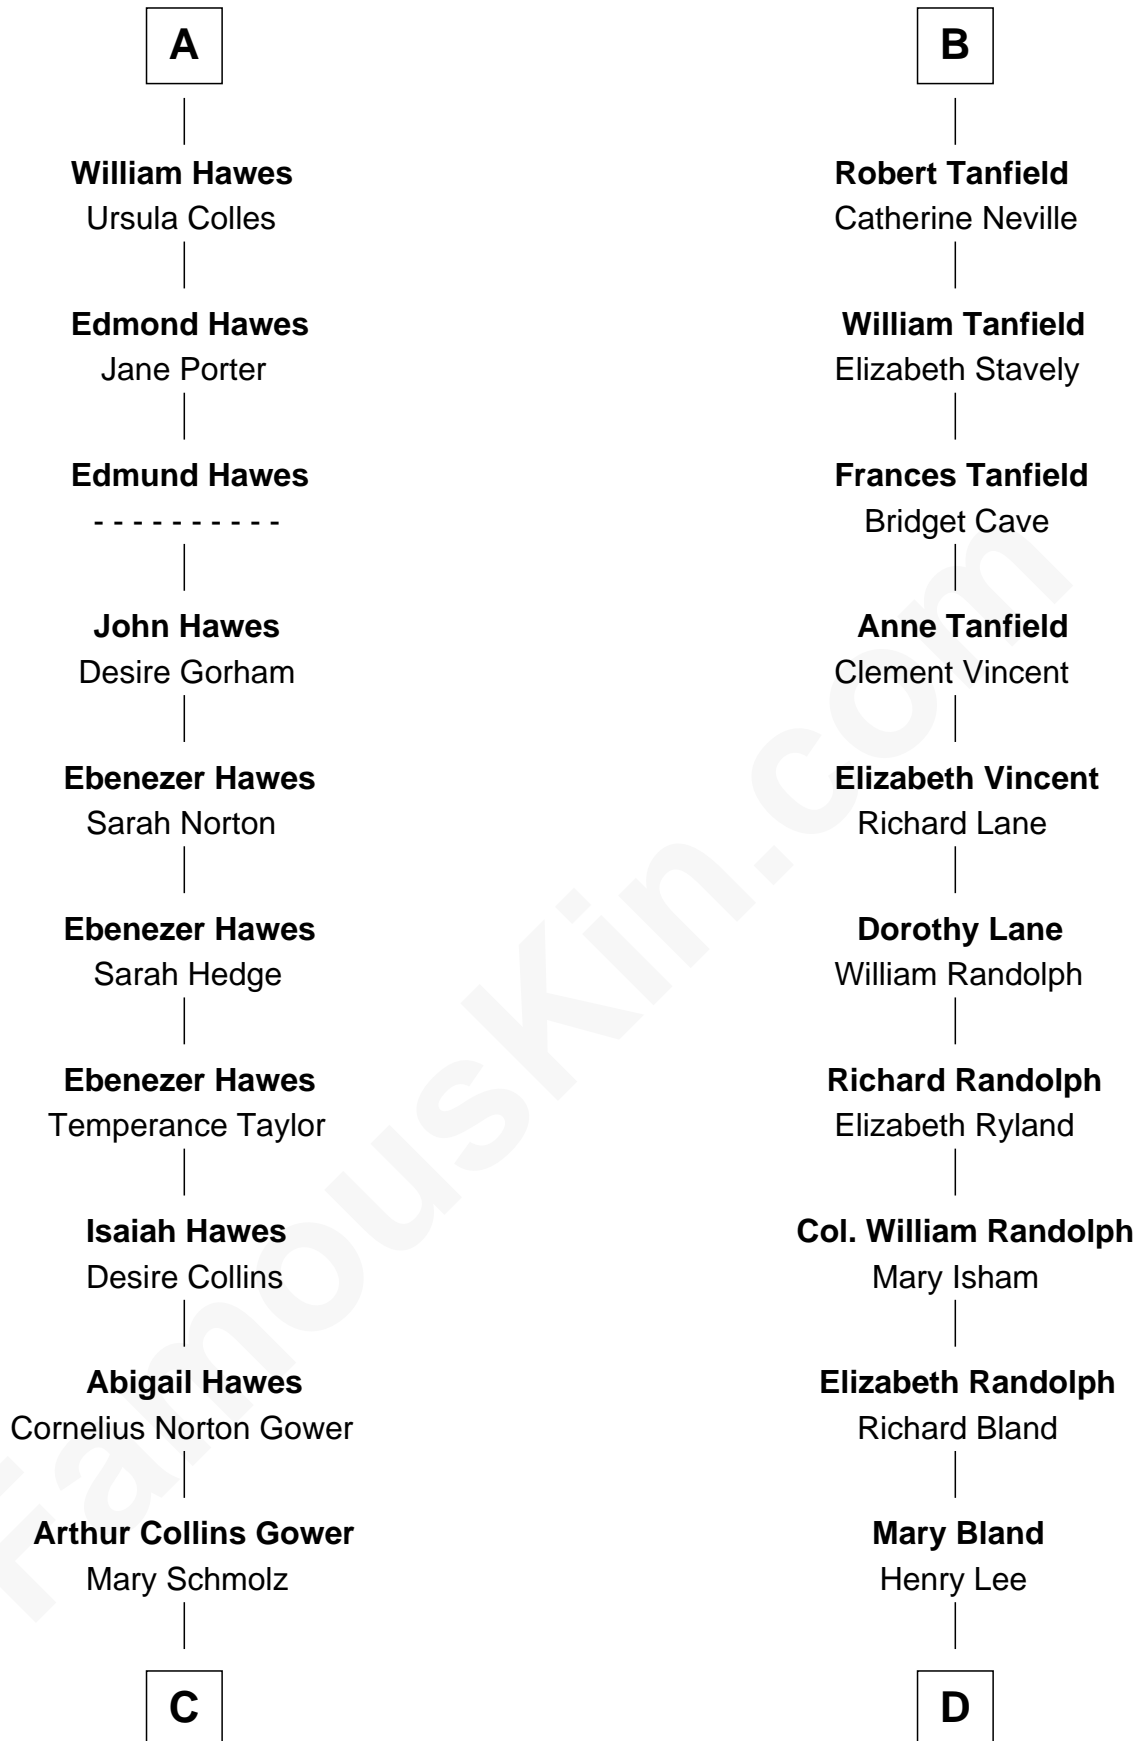 A
William Hawes
Ursula Colles
Edmond Hawes
Jane Porter
Edmund Hawes
- - - - - - - - - -
John Hawes
Desire Gorham
Ebenezer Hawes
Sarah Norton
Ebenezer Hawes
Sarah Hedge
Ebenezer Hawes
Temperance Taylor
Isaiah Hawes
Desire Collins
Abigail Hawes
Cornelius Norton Gower
Arthur Collins Gower
Mary Schmolz
C
B
Robert Tanfield
Catherine Neville
William Tanfield
Elizabeth Stavely
Frances Tanfield
Bridget Cave
Anne Tanfield
Clement Vincent
Elizabeth Vincent
Richard Lane
Dorothy Lane
William Randolph
Richard Randolph
Elizabeth Ryland
Col. William Randolph
Mary Isham
Elizabeth Randolph
Richard Bland
Mary Bland
Henry Lee
D
FamousKin.com